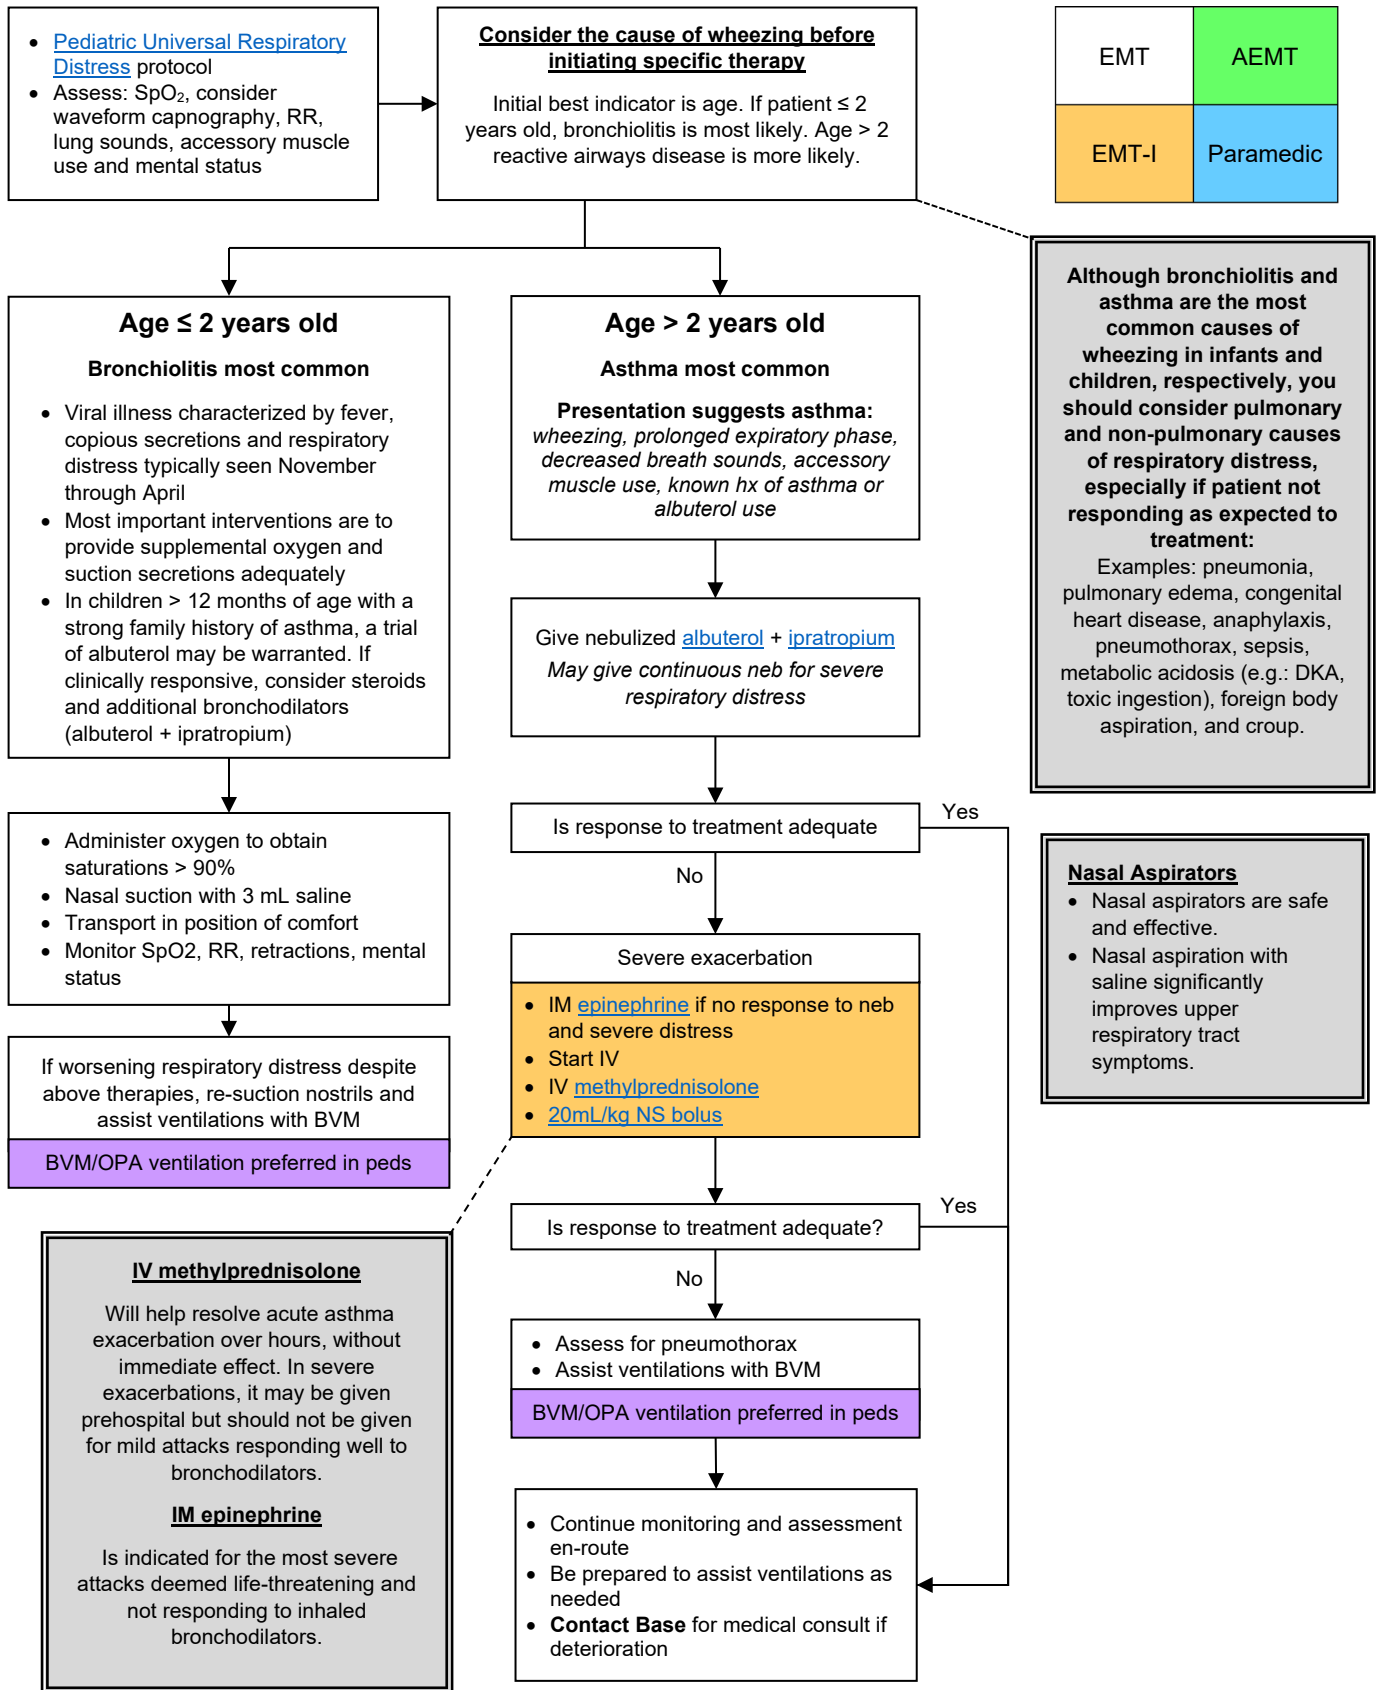 • Pediatric Universal Respiratory
Distress protocol
• Assess: SpO₂, consider
waveform capnography, RR,
lung sounds, accessory muscle
use and mental status
Consider the cause of wheezing before
initiating specific therapy
Initial best indicator is age. If patient ≤ 2
years old, bronchiolitis is most likely. Age > 2
reactive airways disease is more likely.
EMT
AEMT
EMT-I
Paramedic
Although bronchiolitis and
asthma are the most
common causes of
wheezing in infants and
children, respectively, you
should consider pulmonary
and non-pulmonary causes
of respiratory distress,
especially if patient not
responding as expected to
treatment:
Examples: pneumonia,
pulmonary edema, congenital
heart disease, anaphylaxis,
pneumothorax, sepsis,
metabolic acidosis (e.g.: DKA,
toxic ingestion), foreign body
aspiration, and croup.
Age ≤ 2 years old
Bronchiolitis most common
• Viral illness characterized by fever,
copious secretions and respiratory
distress typically seen November
through April
• Most important interventions are to
provide supplemental oxygen and
suction secretions adequately
• In children > 12 months of age with a
strong family history of asthma, a trial
of albuterol may be warranted. If
clinically responsive, consider steroids
and additional bronchodilators
(albuterol + ipratropium)
Age > 2 years old
Asthma most common
Presentation suggests asthma:
wheezing, prolonged expiratory phase,
decreased breath sounds, accessory
muscle use, known hx of asthma or
albuterol use
Give nebulized albuterol + ipratropium
May give continuous neb for severe
respiratory distress
Is response to treatment adequate
Yes
No
• Administer oxygen to obtain
saturations > 90%
• Nasal suction with 3 mL saline
• Transport in position of comfort
• Monitor SpO2, RR, retractions, mental
status
Nasal Aspirators
• Nasal aspirators are safe
and effective.
• Nasal aspiration with
saline significantly
improves upper
respiratory tract
symptoms.
Severe exacerbation
• IM epinephrine if no response to neb
and severe distress
• Start IV
• IV methylprednisolone
• 20mL/kg NS bolus
If worsening respiratory distress despite
above therapies, re-suction nostrils and
assist ventilations with BVM
BVM/OPA ventilation preferred in peds
Is response to treatment adequate?
Yes
No
IV methylprednisolone
Will help resolve acute asthma
exacerbation over hours, without
immediate effect. In severe
exacerbations, it may be given
prehospital but should not be given
for mild attacks responding well to
bronchodilators.
IM epinephrine
Is indicated for the most severe
attacks deemed life-threatening and
not responding to inhaled
bronchodilators.
• Assess for pneumothorax
• Assist ventilations with BVM
BVM/OPA ventilation preferred in peds
• Continue monitoring and assessment
en-route
• Be prepared to assist ventilations as
needed
• Contact Base for medical consult if
deterioration